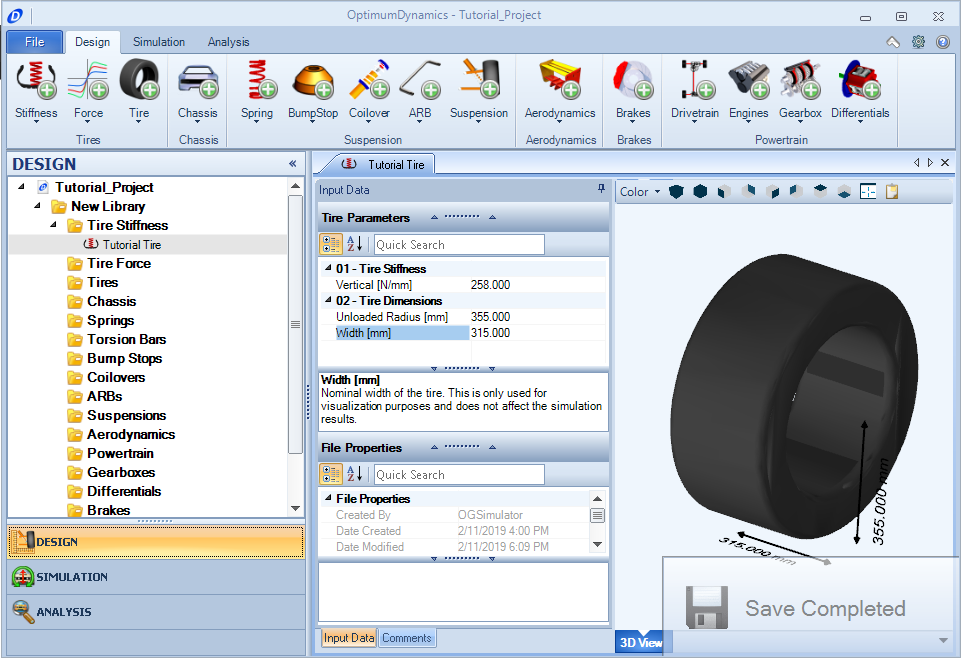 OptimumDynamics - Tutorial_Project
File Design Simulation Analysis
Stiffness Force Tire Chassis Spring BumpStop Coilover ARB Suspension Aerodynamics Brakes Drivetrain Engines Gearbox Differentials
Tires Chassis Suspension Aerodynamics Brakes Powertrain
DESIGN «
Tutorial_Project
New Library
Tire Stiffness
Tutorial Tire
Tire Force
Tires
Chassis
Springs
Torsion Bars
Bump Stops
Coilovers
ARBs
Suspensions
Aerodynamics
Powertrain
Gearboxes
Differentials
Brakes
DESIGN
SIMULATION
ANALYSIS
Tutorial Tire
Input Data
Tire Parameters
Quick Search
01 - Tire Stiffness
Vertical [N/mm] 258.000
02 - Tire Dimensions
Unloaded Radius [mm] 355.000
Width [mm] 315.000
Width [mm]
Nominal width of the tire. This is only used for
visualization purposes and does not affect the simulation
results.
File Properties
Quick Search
File Properties
Created By OGSimulator
Date Created 2/11/2019 4:00 PM
Date Modified 2/11/2019 6:09 PM
Input Data Comments
Color
355.000 mm
315.000 mm
Save Completed
3D View